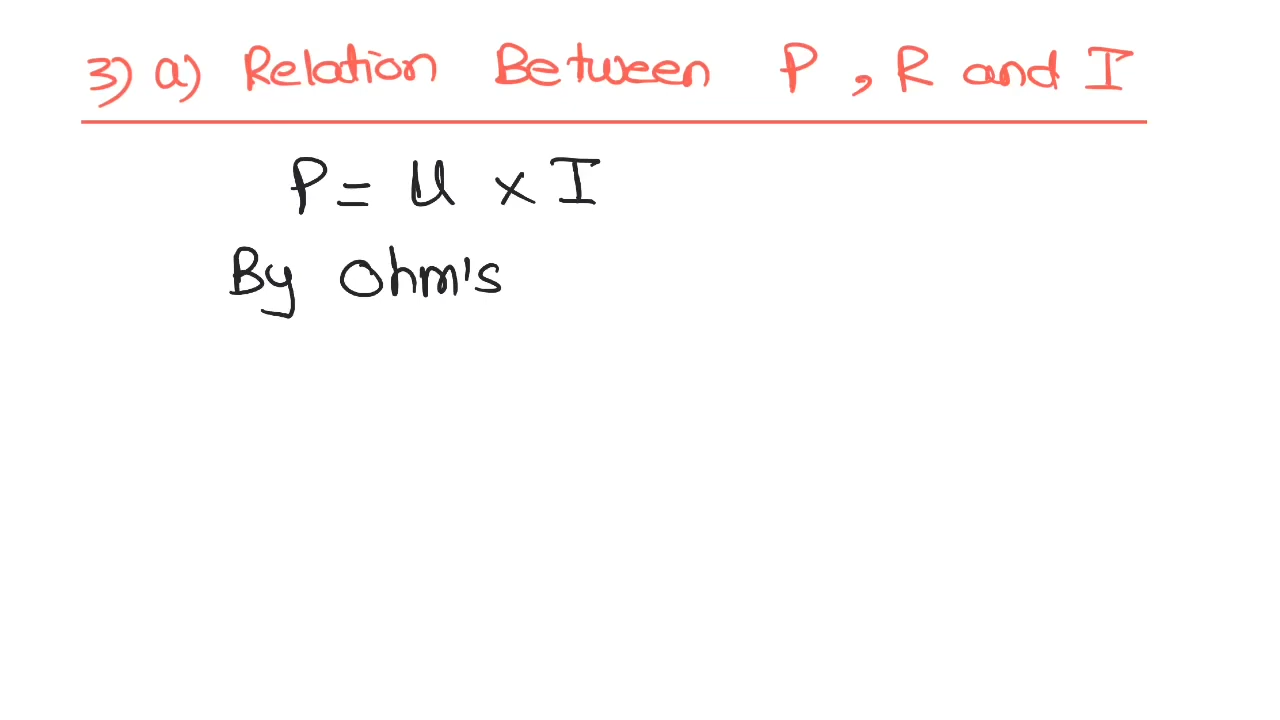 3) a) Relation Between P, R and I
P = U × I
By Ohm's